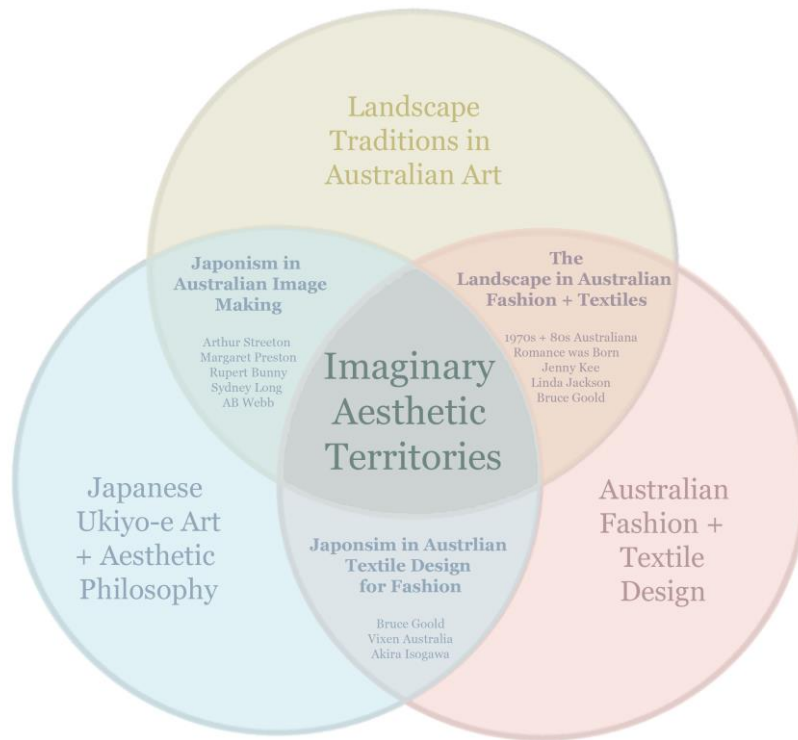 Landscape
Traditions in
Australian Art
Japonism in
Australian Image
Making
Arthur Streeton
Margaret Preston
Rupert Bunny
Sydney Long
AB Webb
The
Landscape in Australian
Fashion + Textiles
1970s + 80s Australiana
Romance was Born
Jenny Kee
Linda Jackson
Bruce Goold
Imaginary
Aesthetic
Territories
Japanese
Ukiyo-e Art
+ Aesthetic
Philosophy
Japonsim in Austrlian
Textile Design
for Fashion
Bruce Goold
Vixen Australia
Akira Isogawa
Australian
Fashion +
Textile
Design